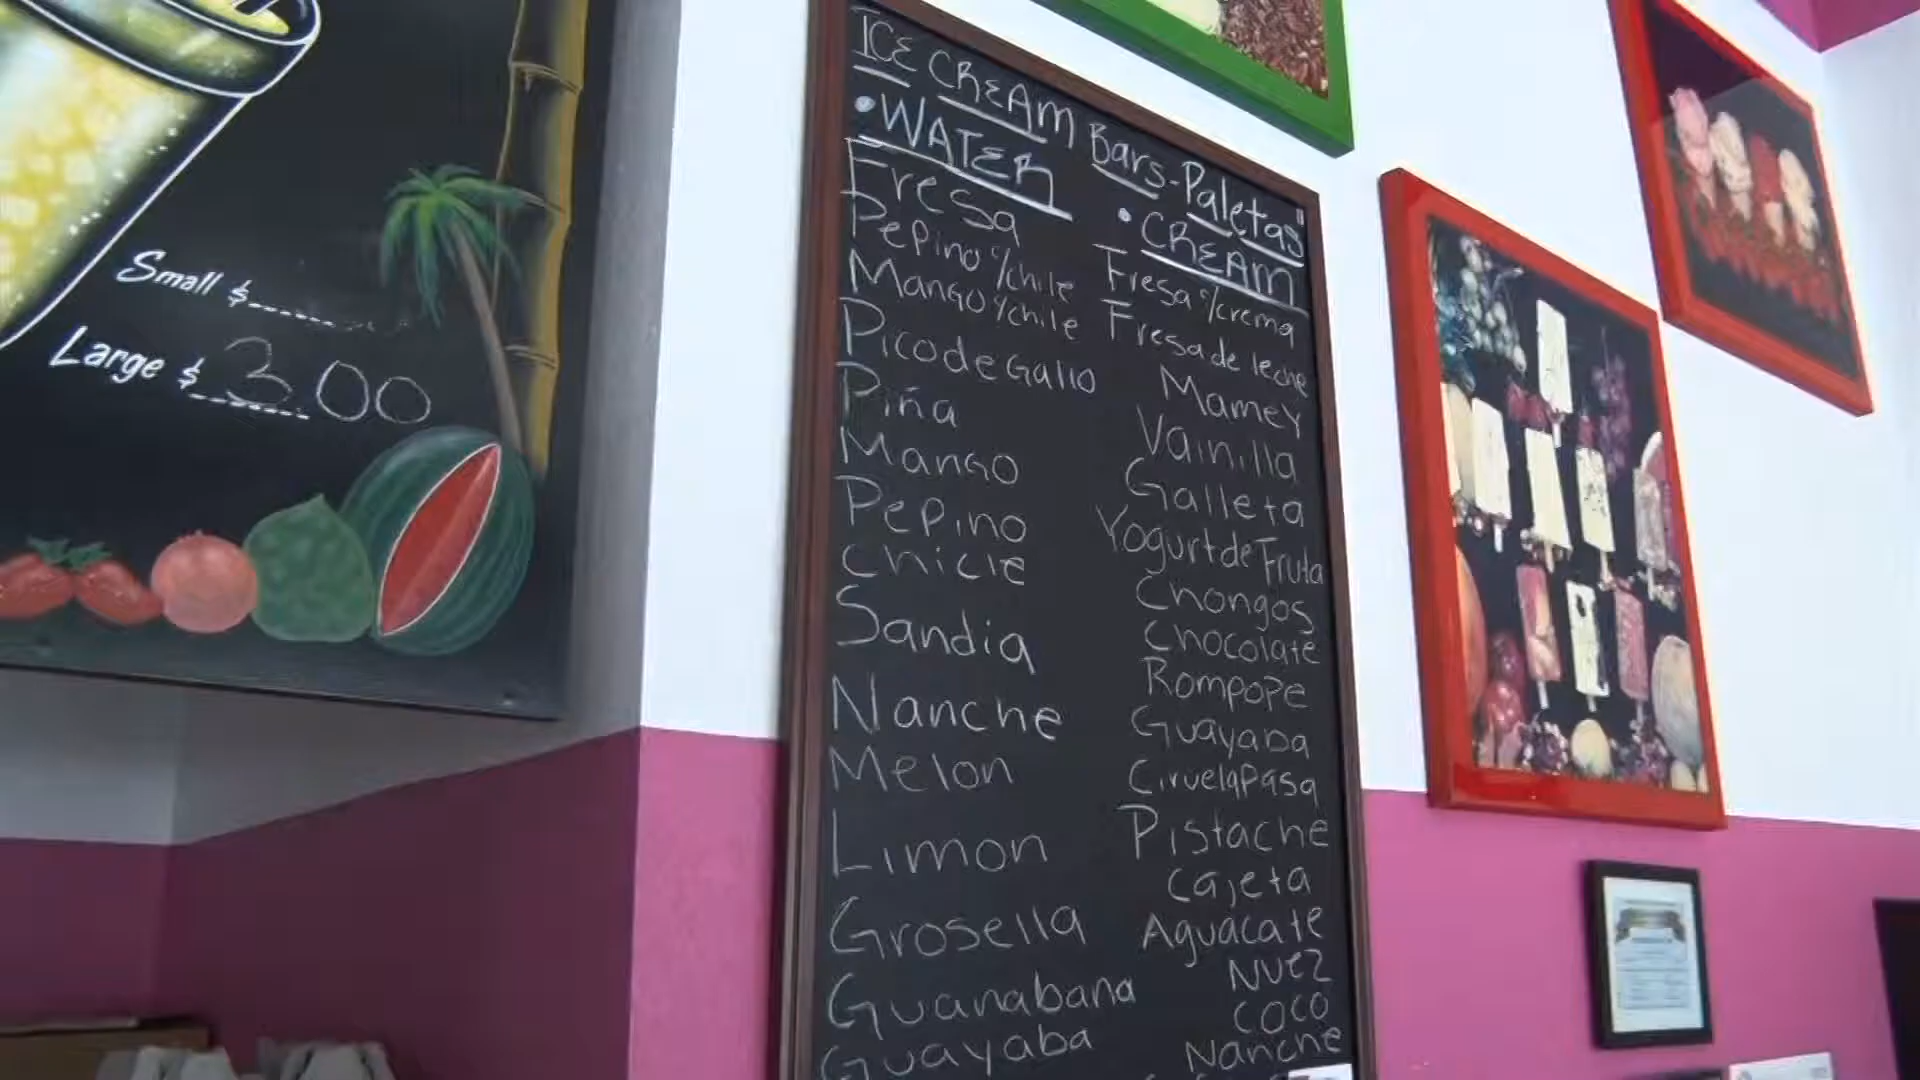 Small $
Large $ 3.00
ICE CREAM Bars-Paletas"
• WATER
Fresa
Pepino c/chile
Mango y chile
Pico de Gallo
Piña
Mango
Pepino
Chicle
Sandia
Nanche
Melon
Limon
Grosella
Guanabana
Guayaba
• CREAM
Fresa c/crema
Fresa de leche
Mamey
Vainilla
Galleta
Yogurt de Fruta
Chongos
Chocolate
Rompope
Guayaba
Ciruela Pasa
Pistache
Cajeta
Aguacate
Nuez
Coco
Nanche